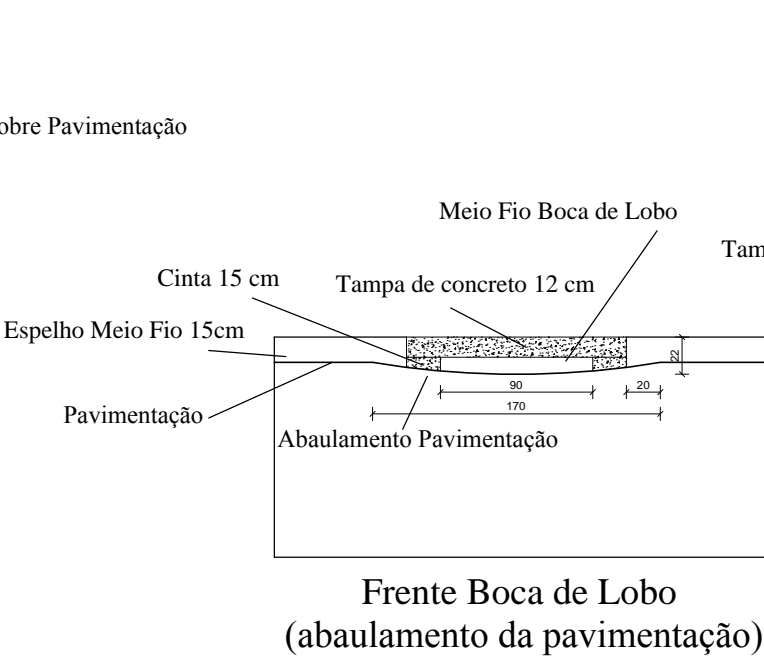 obre Pavimentação
Meio Fio Boca de Lobo
Tam
Cinta 15 cm
Tampa de concreto 12 cm
Espelho Meio Fio 15cm
22
90
20
170
Pavimentação
Abaulamento Pavimentação
Frente Boca de Lobo
(abaulamento da pavimentação)